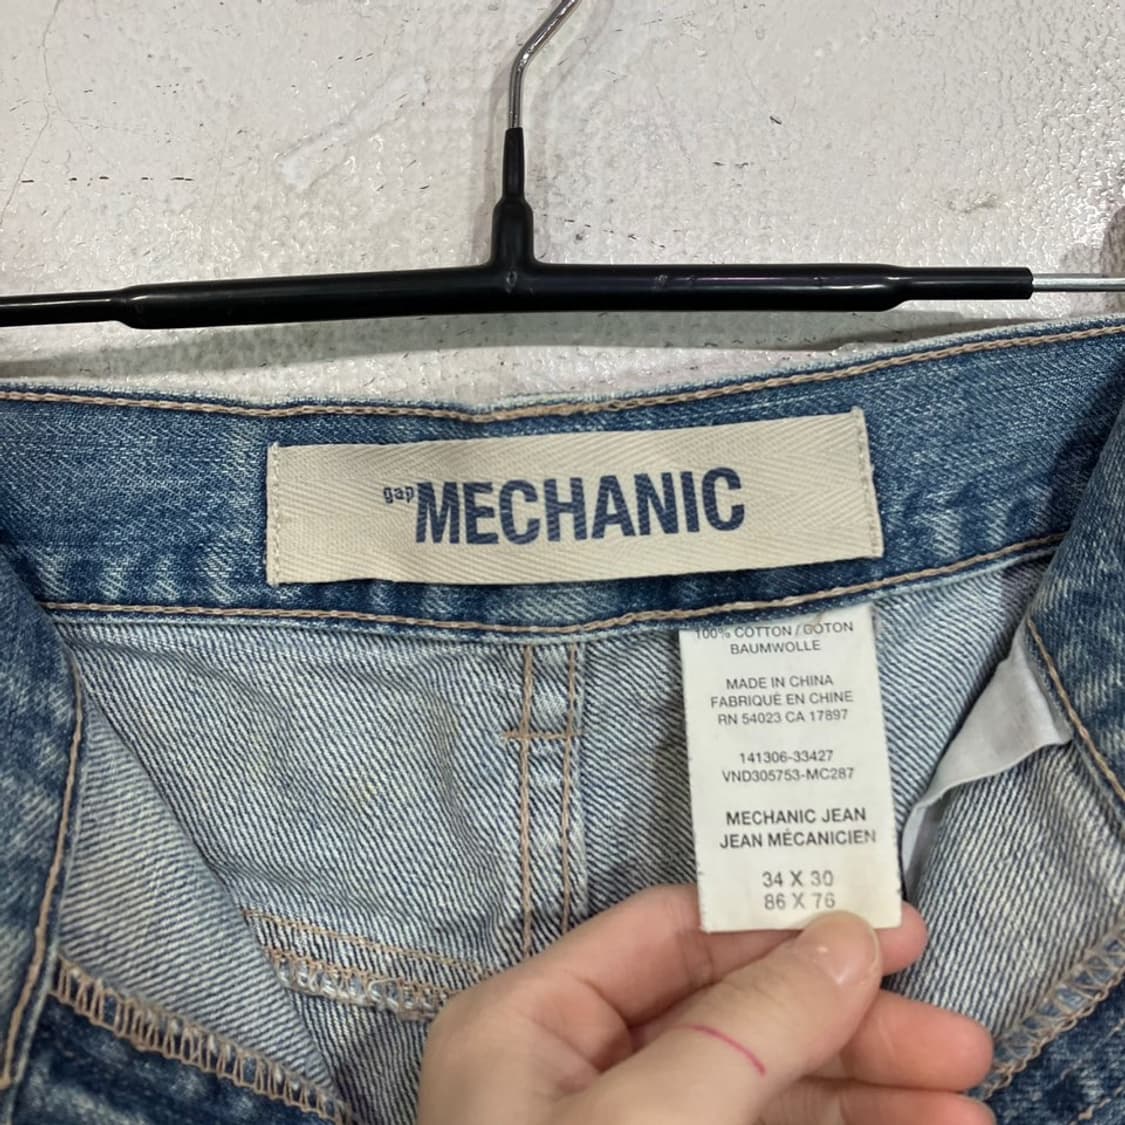 gap MECHANIC
100% COTTON / COTON
BAUMWOLLE
MADE IN CHINA
FABRIQUÉ EN CHINE
RN 54023 CA 17897
141306-33427
VND305753-MC287
MECHANIC JEAN
JEAN MÉCANICIEN
34 X 30
86 X 76